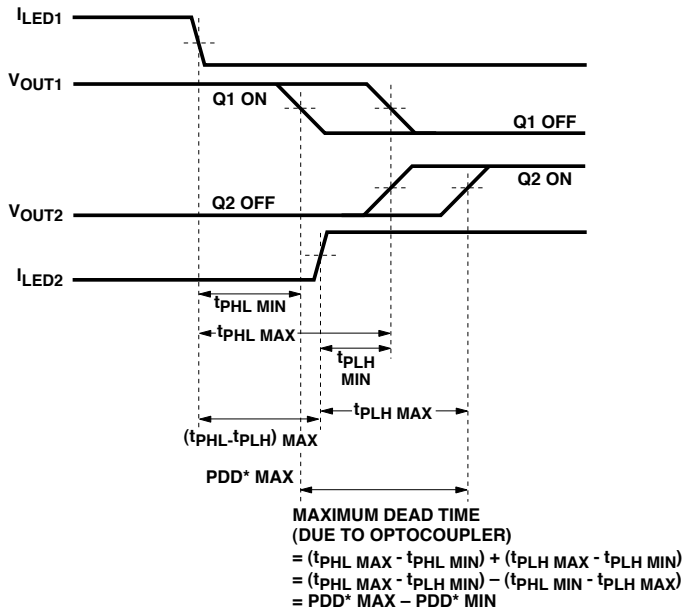 ILED1
VOUT1
Q1 ON
Q1 OFF
Q2 ON
Q2 OFF
VOUT2
ILED2
tPHL MIN
tPHL MAX
tPLH
MIN
tPLH MAX
(tPHL-tPLH) MAX
PDD* MAX
MAXIMUM DEAD TIME
(DUE TO OPTOCOUPLER)
= (tPHL MAX - tPHL MIN) + (tPLH MAX - tPLH MIN)
= (tPHL MAX - tPLH MIN) – (tPHL MIN - tPLH MAX)
= PDD* MAX – PDD* MIN